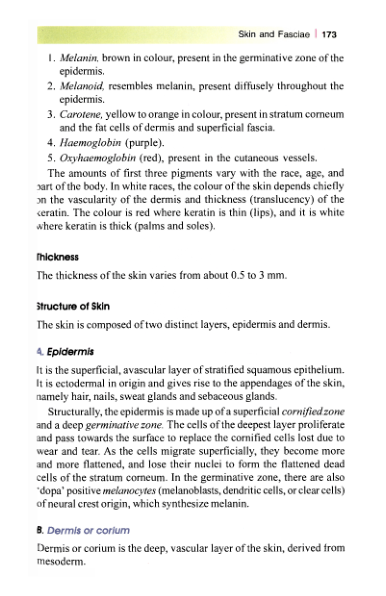 Skin and Fasciae | 173
1. Melanin, brown in colour, present in the germinative zone of the
epidermis.
2. Melanoid, resembles melanin, present diffusely throughout the
epidermis.
3. Carotene, yellow to orange in colour, present in stratum corneum
and the fat cells of dermis and superficial fascia.
4. Haemoglobin (purple).
5. Oxyhaemoglobin (red), present in the cutaneous vessels.
The amounts of first three pigments vary with the race, age, and
part of the body. In white races, the colour of the skin depends chiefly
on the vascularity of the dermis and thickness (translucency) of the
keratin. The colour is red where keratin is thin (lips), and it is white
where keratin is thick (palms and soles).
Thickness
The thickness of the skin varies from about 0.5 to 3 mm.
Structure of Skin
The skin is composed of two distinct layers, epidermis and dermis.
A. Epidermis
It is the superficial, avascular layer of stratified squamous epithelium.
It is ectodermal in origin and gives rise to the appendages of the skin,
namely hair, nails, sweat glands and sebaceous glands.
Structurally, the epidermis is made up of a superficial cornified zone
and a deep germinative zone. The cells of the deepest layer proliferate
and pass towards the surface to replace the cornified cells lost due to
wear and tear. As the cells migrate superficially, they become more
and more flattened, and lose their nuclei to form the flattened dead
cells of the stratum corneum. In the germinative zone, there are also
'dopa' positive melanocytes (melanoblasts, dendritic cells, or clear cells)
of neural crest origin, which synthesize melanin.
B. Dermis or corium
Dermis or corium is the deep, vascular layer of the skin, derived from
mesoderm.